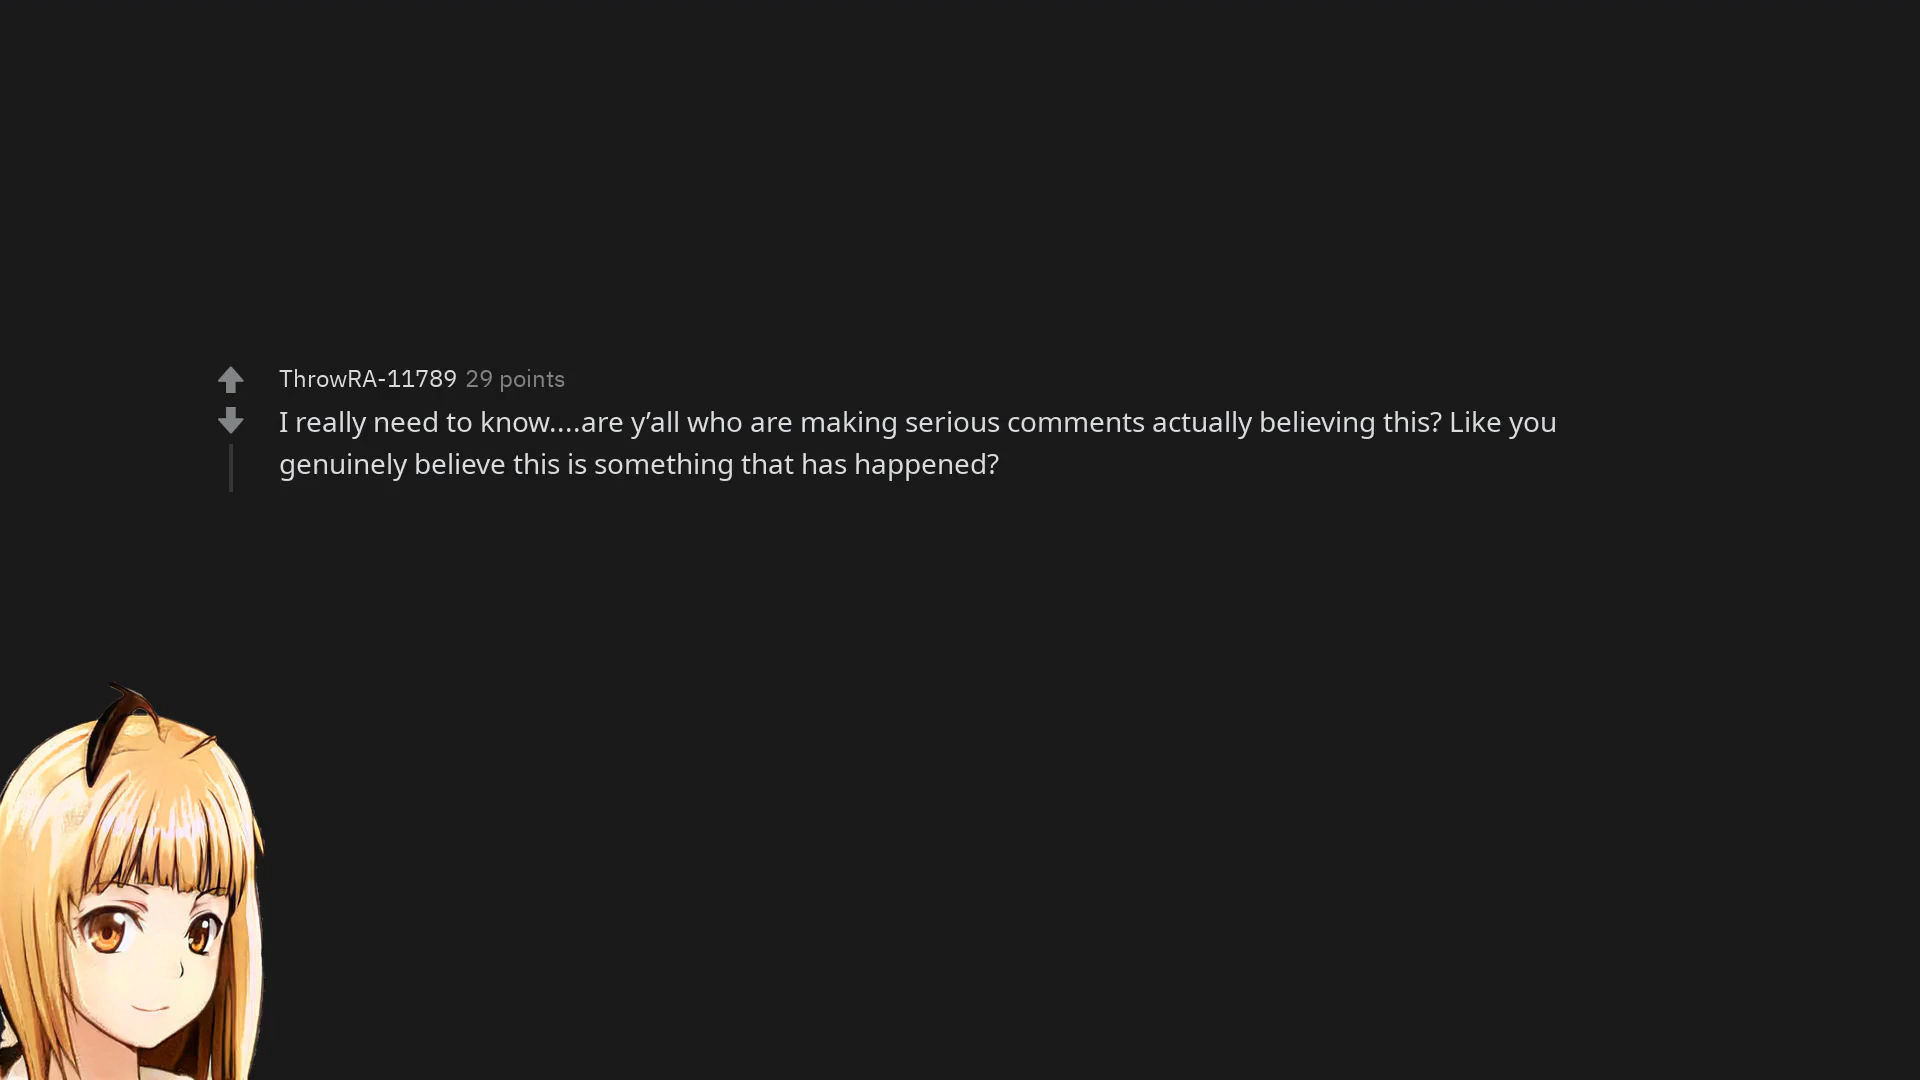 ThrowRA-11789 29 points
I really need to know....are y’all who are making serious comments actually believing this? Like you
genuinely believe this is something that has happened?